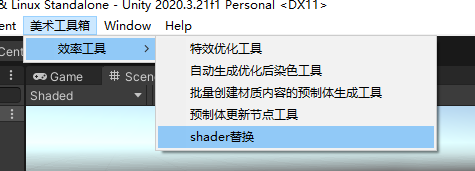 & Linux Standalone - Unity 2020.3.21f1 Personal <DX11>
美术工具箱 Window Help
效率工具
特效优化工具
自动生成优化后染色工具
批量创建材质内容的预制体生成工具
预制体更新节点工具
shader替换
Cent
Game
Scen
Shaded